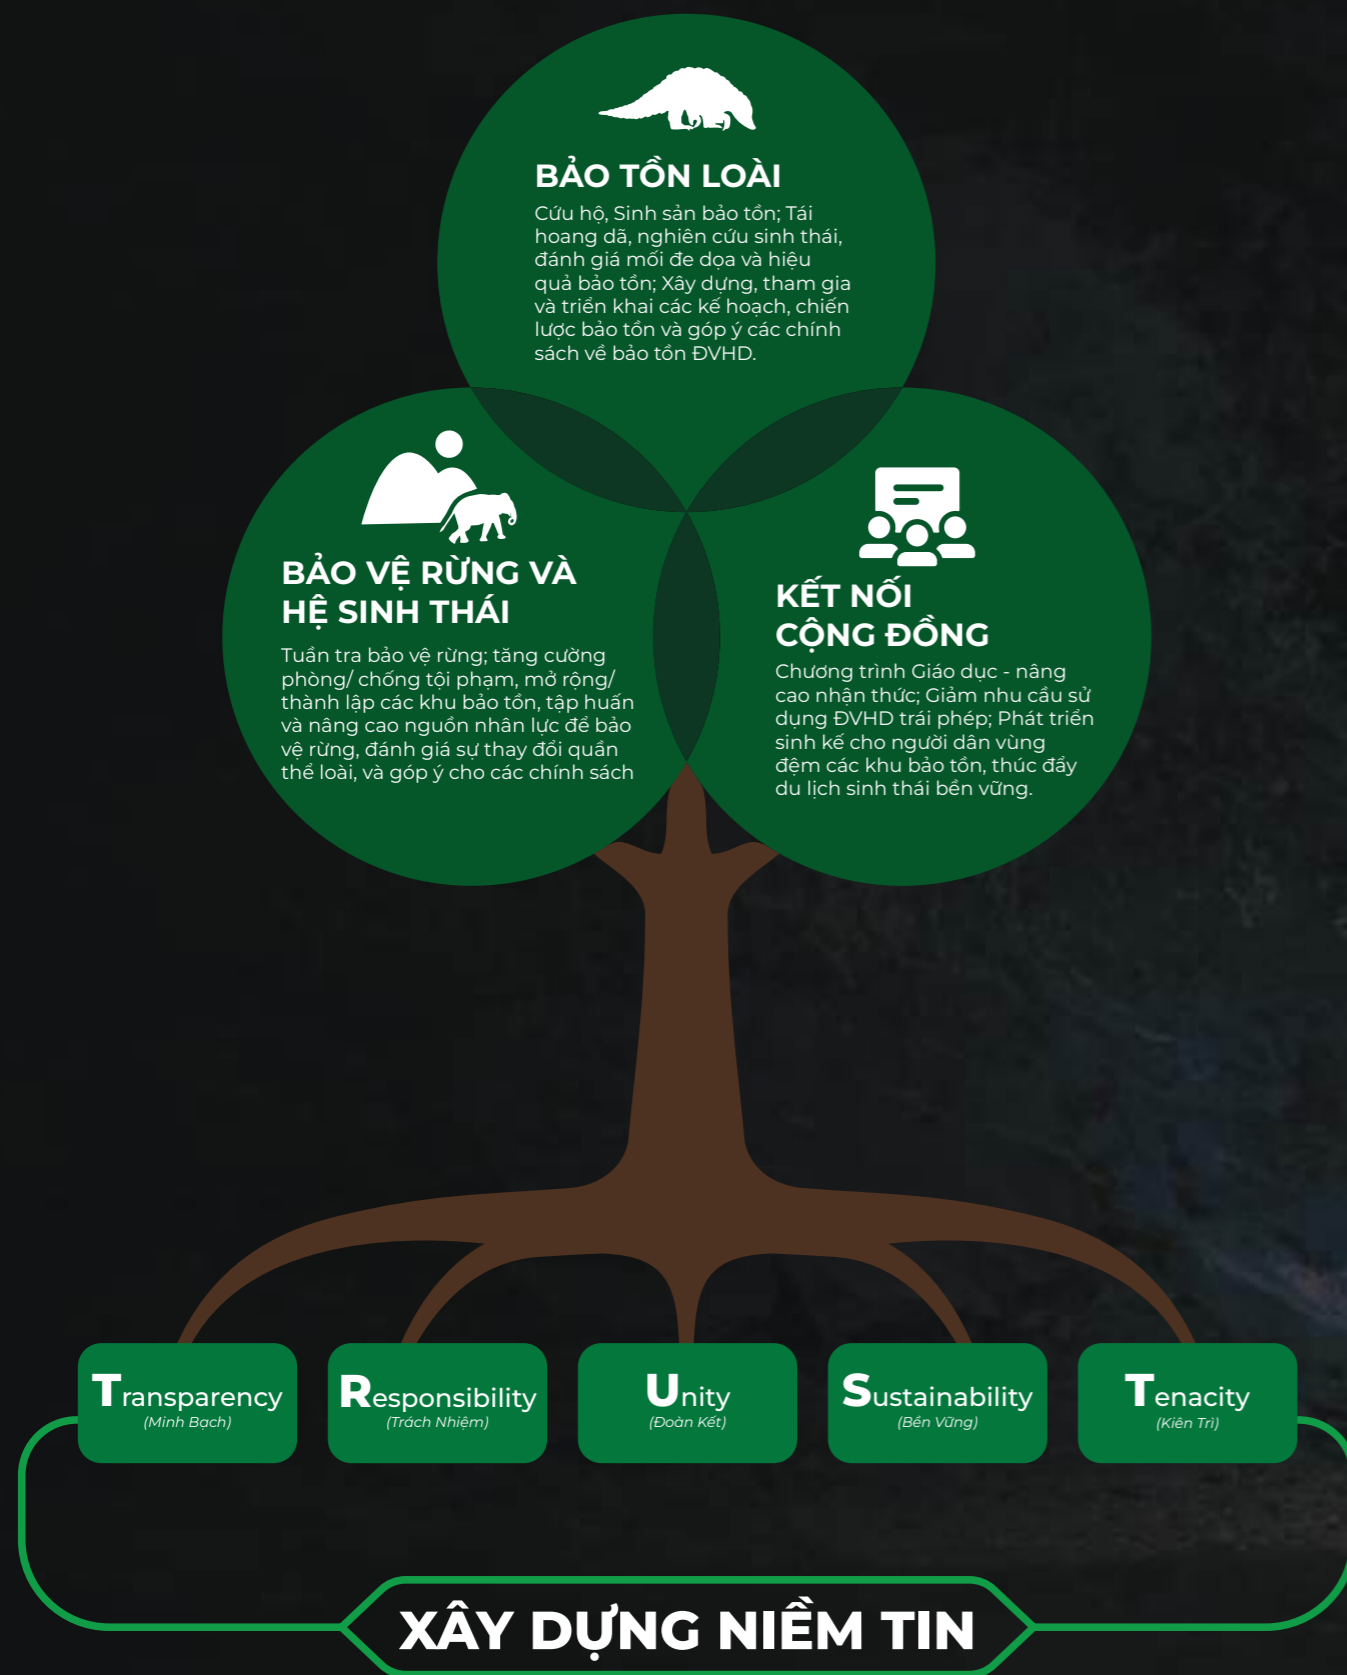 BẢO TỒN LOÀI
Cứu hộ, Sinh sản bảo tồn; Tái
hoang dã, nghiên cứu sinh thái,
đánh giá mối đe dọa và hiệu
quả bảo tồn; Xây dựng, tham gia
và triển khai các kế hoạch, chiến
lược bảo tồn và góp ý các chính
sách về bảo tồn ĐVHD.
BẢO VỆ RỪNG VÀ
HỆ SINH THÁI
Tuần tra bảo vệ rừng; tăng cường
phòng/ chống tội phạm, mở rộng/
thành lập các khu bảo tồn, tập huấn
và nâng cao nguồn nhân lực để bảo
vệ rừng, đánh giá sự thay đổi quần
thể loài, và góp ý cho các chính sách
KẾT NỐI
CỘNG ĐỒNG
Chương trình Giáo dục - nâng
cao nhận thức; Giảm nhu cầu sử
dụng ĐVHD trái phép; Phát triển
sinh kế cho người dân vùng
đệm các khu bảo tồn, thúc đẩy
du lịch sinh thái bền vững.
Transparency
(Minh Bạch)
Responsibility
(Trách Nhiệm)
Unity
(Đoàn Kết)
Sustainability
(Bền Vững)
Tenacity
(Kiên Trì)
XÂY DỰNG NIỀM TIN